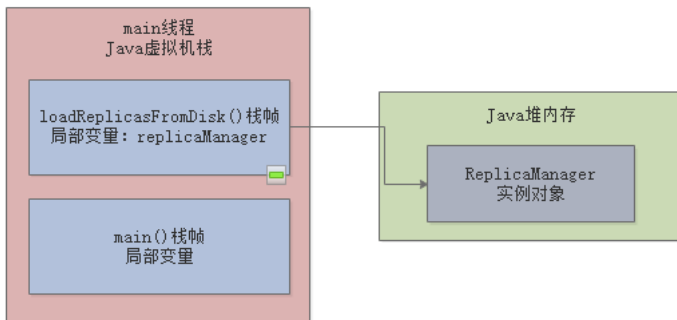 main线程
Java虚拟机栈
loadReplicasFromDisk()栈帧
局部变量：replicaManager
main()栈帧
局部变量
Java堆内存
ReplicaManager
实例对象